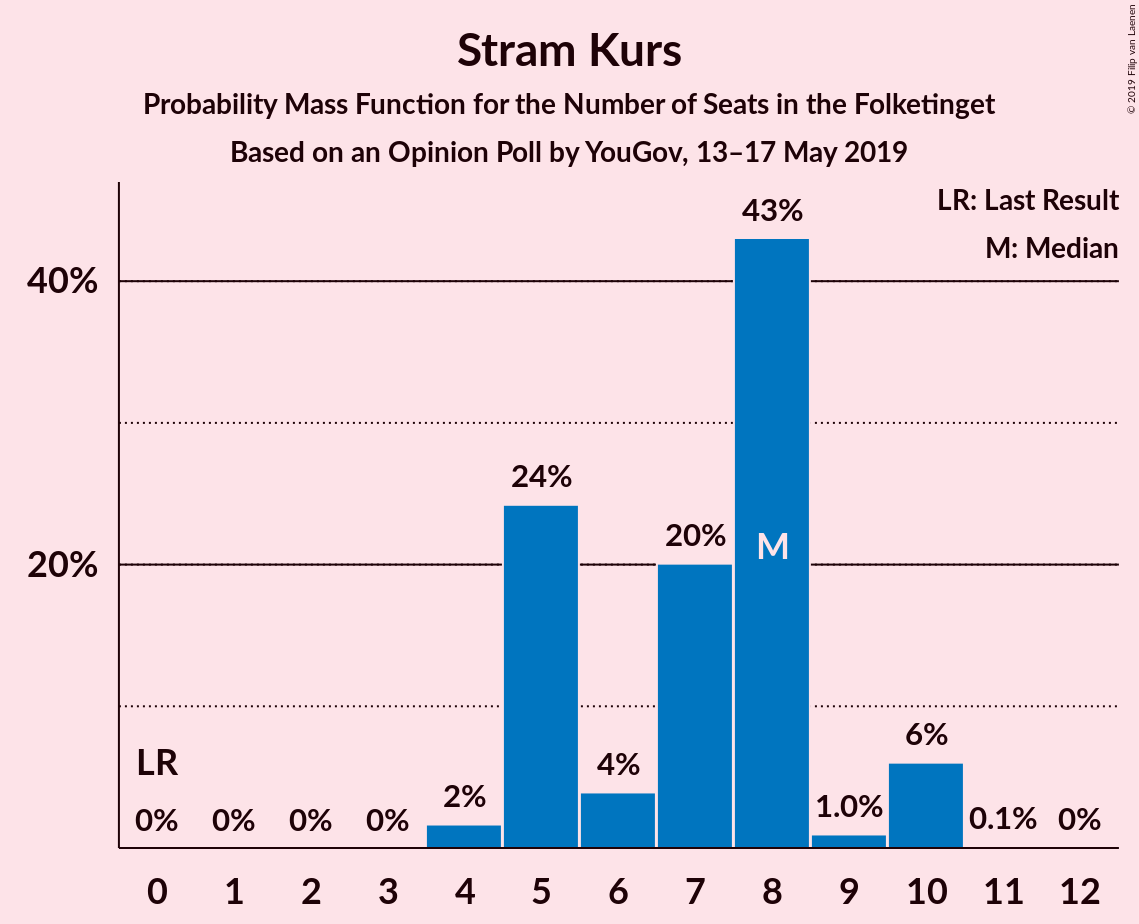 Stram Kurs
Probability Mass Function for the Number of Seats in the Folketinget
Based on an Opinion Poll by YouGov, 13–17 May 2019
© 2019 Filip van Laenen
LR: Last Result
M: Median
43%
40%
24%
20%
M
20%
6%
LR
4%
2%
1.0%
0% 0% 0% 0% 0.1% 0%
0 1 2 3 4 5 6 7 8 9 10 11 12